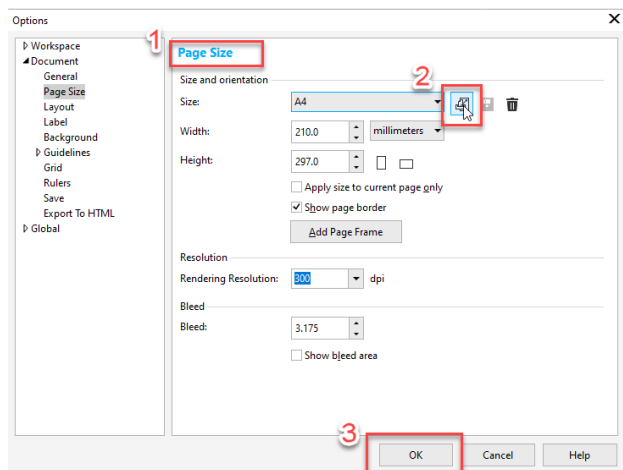 Options
Workspace
Document
General
Page Size
Layout
Label
Background
Guidelines
Grid
Rulers
Save
Export To HTML
Global
1
Page Size
Size and orientation
2
Size: A4
Width: 210.0 millimeters
Height: 297.0
Apply size to current page only
Show page border
Add Page Frame
Resolution
Rendering Resolution: 300 dpi
Bleed
Bleed: 3.175
Show bleed area
3
OK Cancel Help